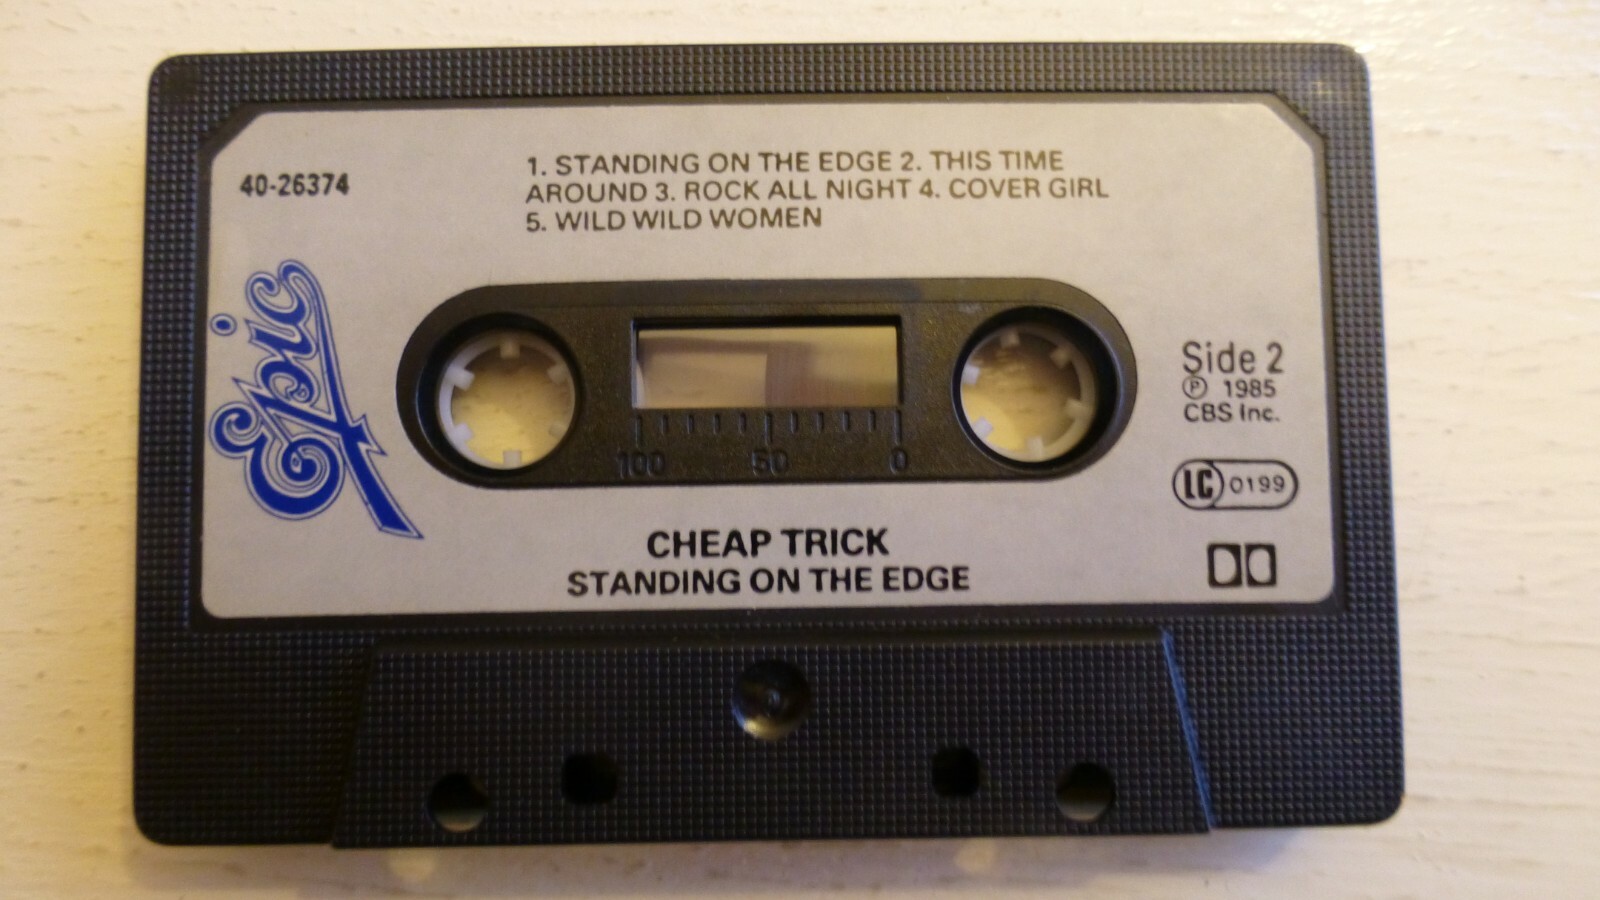 40-26374
1. STANDING ON THE EDGE 2. THIS TIME
AROUND 3. ROCK ALL NIGHT 4. COVER GIRL
5. WILD WILD WOMEN
Epic
Side 2
℗ 1985
CBS Inc.
100 50 0
LC 0199
CHEAP TRICK
STANDING ON THE EDGE